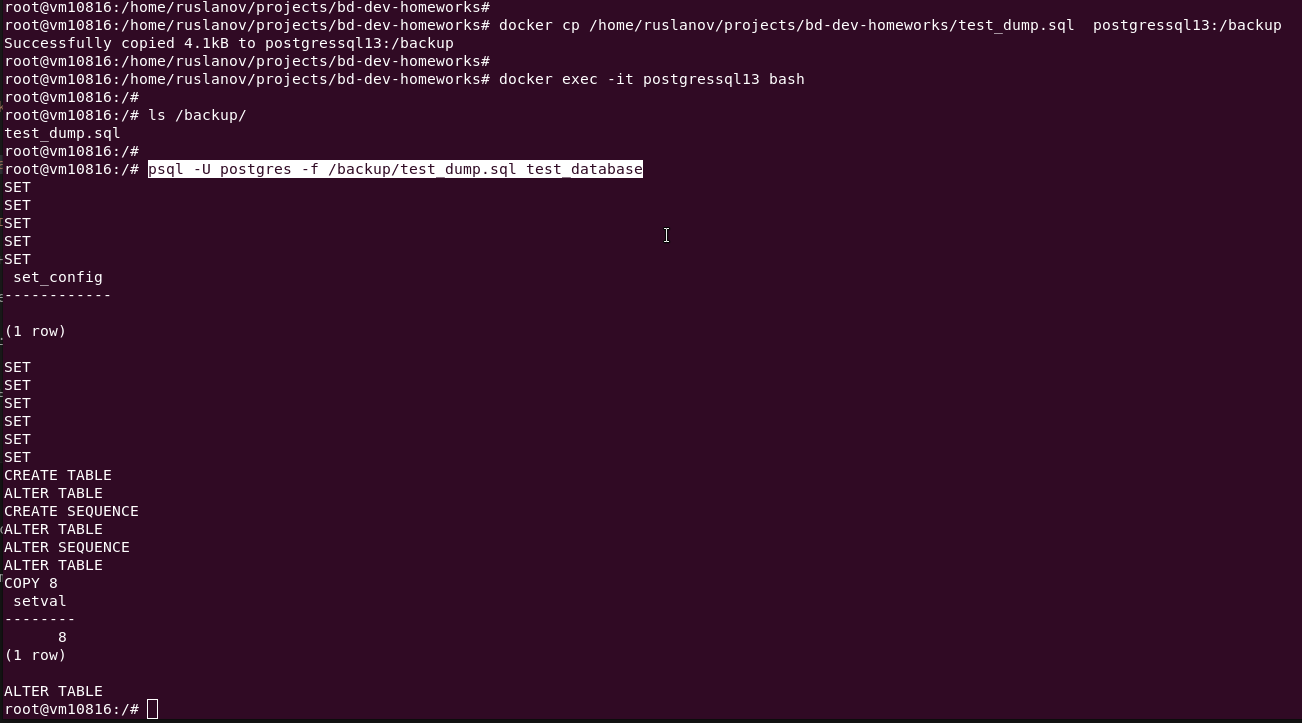 root@vm10816:/home/ruslanov/projects/bd-dev-homeworks#
root@vm10816:/home/ruslanov/projects/bd-dev-homeworks# docker cp /home/ruslanov/projects/bd-dev-homeworks/test_dump.sql  postgressql13:/backup
Successfully copied 4.1kB to postgressql13:/backup
root@vm10816:/home/ruslanov/projects/bd-dev-homeworks#
root@vm10816:/home/ruslanov/projects/bd-dev-homeworks# docker exec -it postgressql13 bash
root@vm10816:/#
root@vm10816:/# ls /backup/
test_dump.sql
root@vm10816:/#
root@vm10816:/# psql -U postgres -f /backup/test_dump.sql test_database
SET
SET
SET
SET
SET
 set_config
------------

(1 row)

SET
SET
SET
SET
SET
SET
CREATE TABLE
ALTER TABLE
CREATE SEQUENCE
ALTER TABLE
ALTER SEQUENCE
ALTER TABLE
COPY 8
 setval
--------
      8
(1 row)

ALTER TABLE
root@vm10816:/#